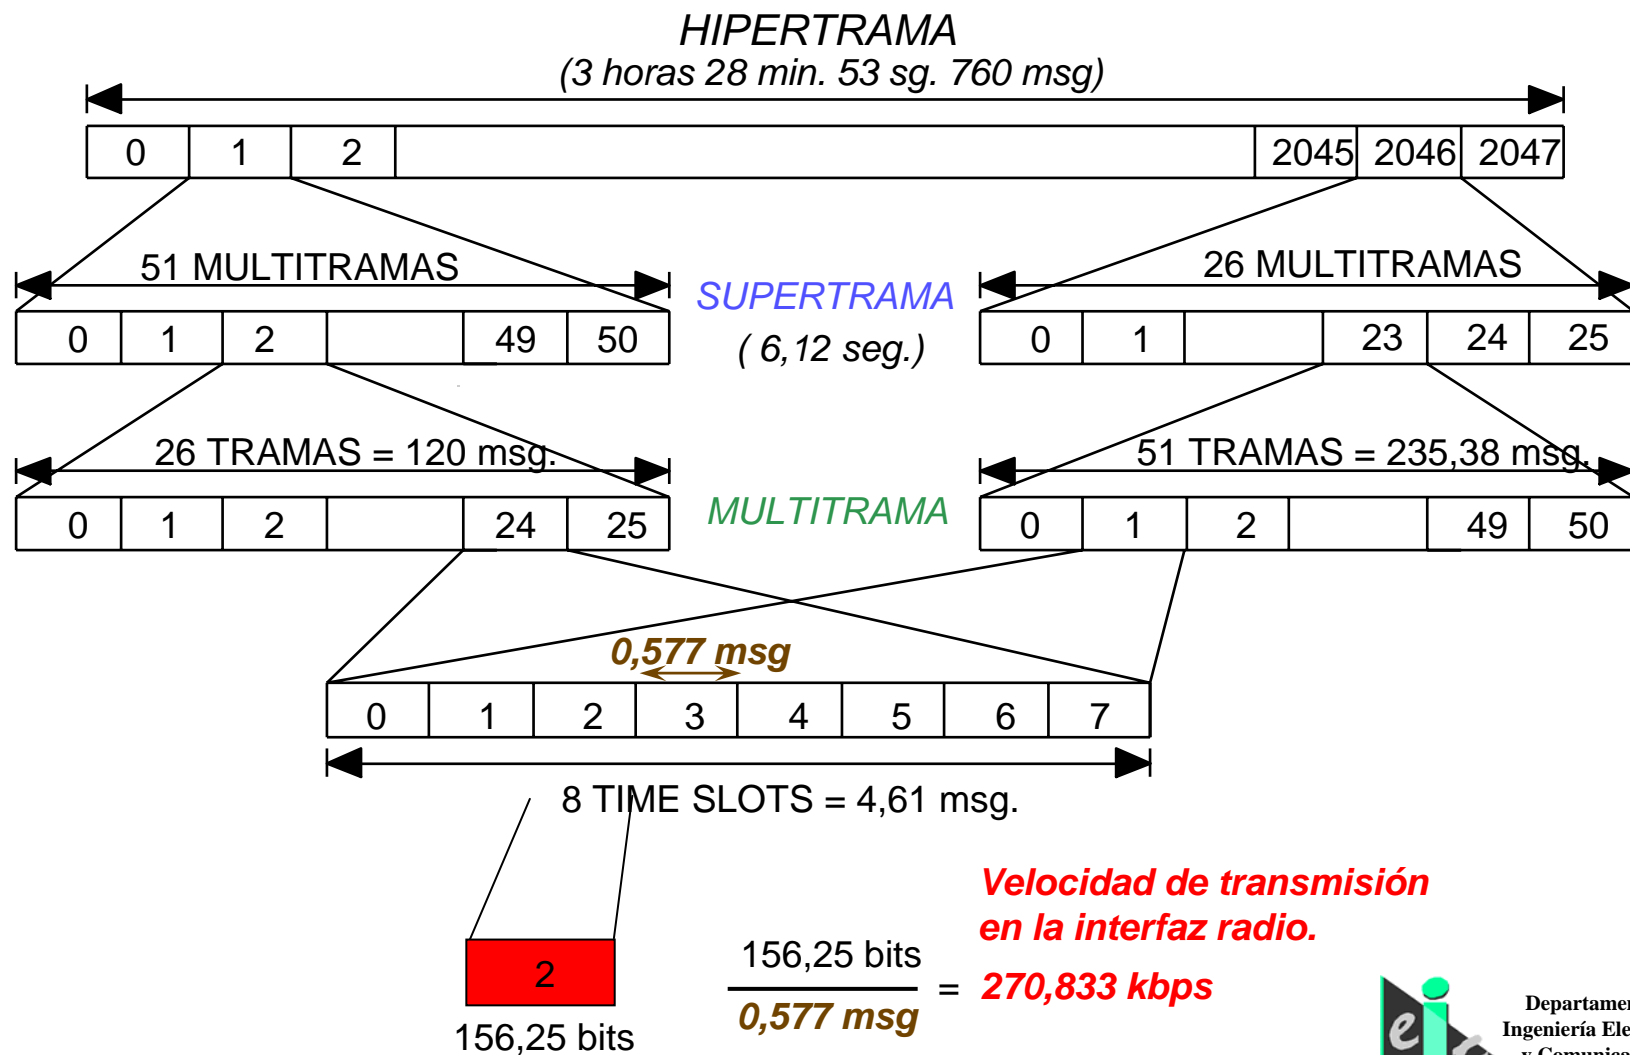 HIPERTRAMA
(3 horas 28 min. 53 sg. 760 msg)
0 1 2 2045 2046 2047
51 MULTITRAMAS
26 MULTITRAMAS
SUPERTRAMA
( 6,12 seg.)
0 1 2 49 50
0 1 23 24 25
26 TRAMAS = 120 msg.
51 TRAMAS = 235,38 msg.
MULTITRAMA
0 1 2 24 25
0 1 2 49 50
0,577 msg
0 1 2 3 4 5 6 7
8 TIME SLOTS = 4,61 msg.
Velocidad de transmisión
en la interfaz radio.
156,25 bits
0,577 msg
= 270,833 kbps
2
156,25 bits
eic
Departamen
Ingeniería Ele
y Comunica